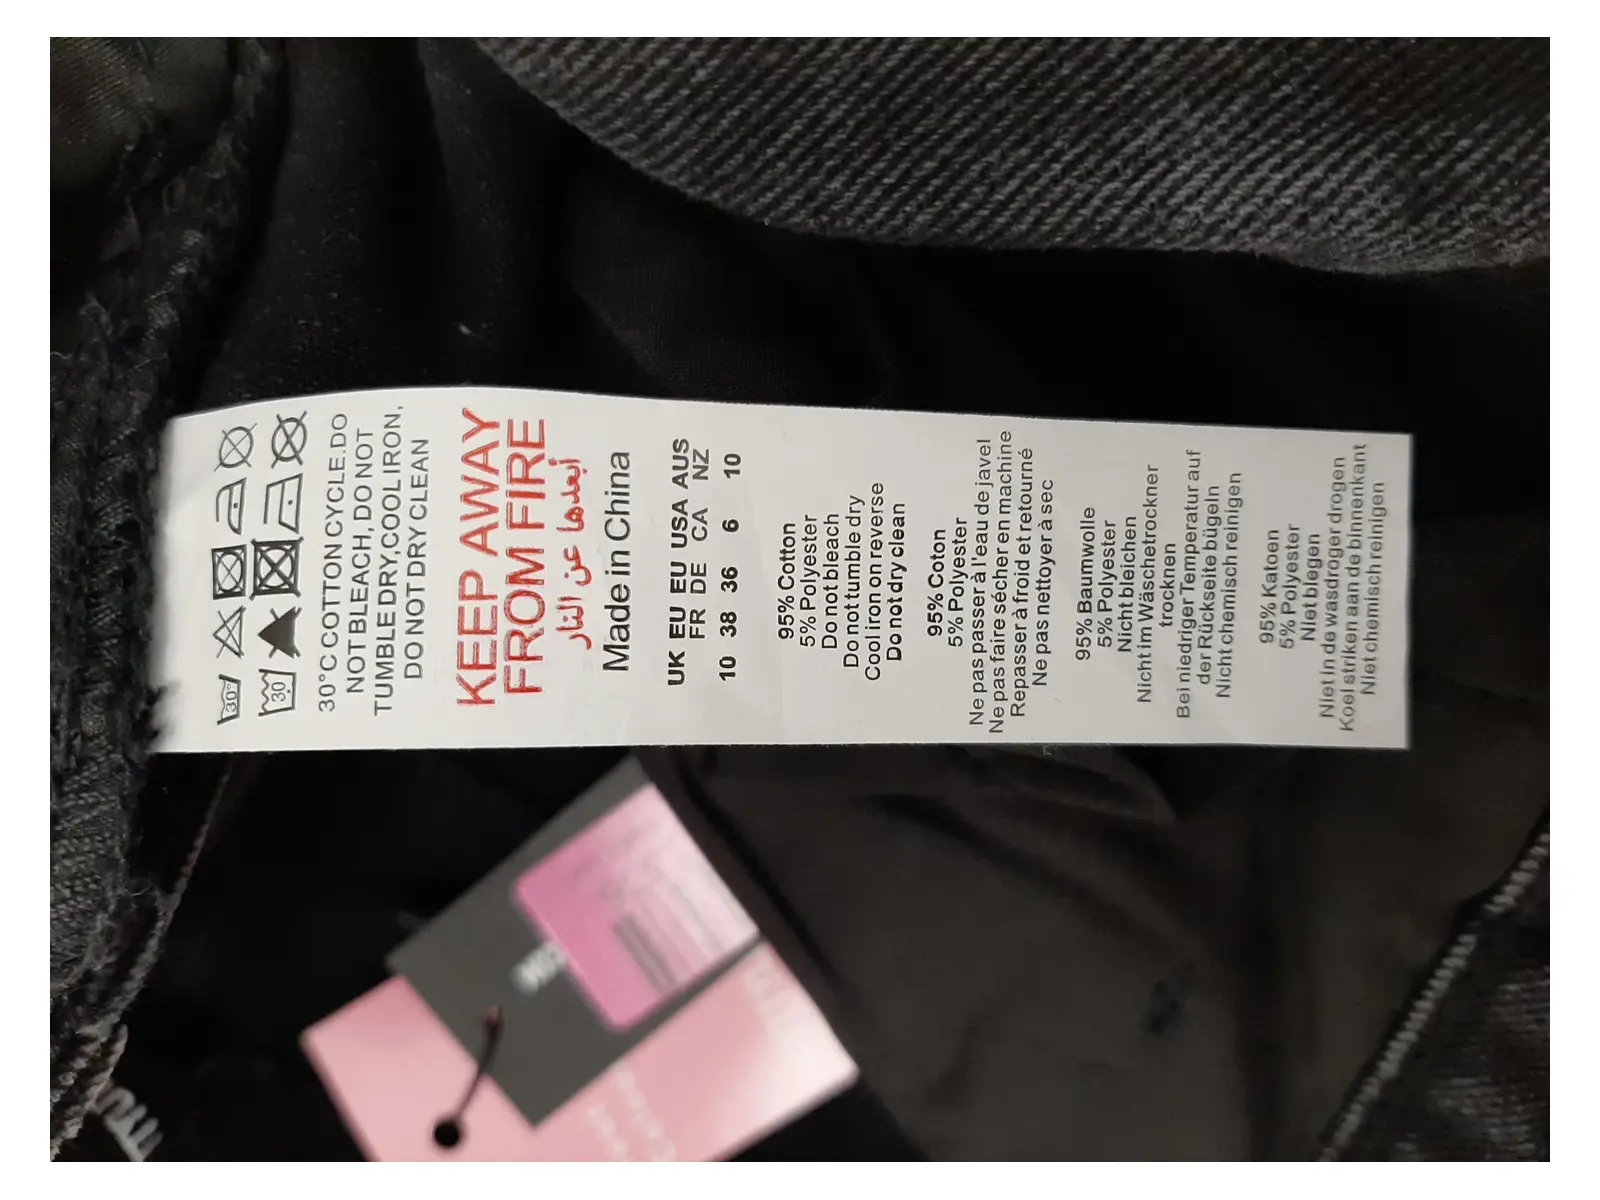 30°
30
30°C COTTON CYCLE.DO
NOT BLEACH, DO NOT
TUMBLE DRY,COOL IRON,
DO NOT DRY CLEAN
KEEP AWAY
FROM FIRE
أبعدها عن النار
Made in China
UK EU EU USA AUS
FR DE CA NZ
10 38 36 6 10
95% Cotton
5% Polyester
Do not bleach
Do not tumble dry
Cool iron on reverse
Do not dry clean
95% Coton
5% Polyester
Ne pas passer à l'eau de javel
Ne pas faire sécher en machine
Repasser à froid et retourné
Ne pas nettoyer à sec
95% Baumwolle
5% Polyester
Nicht bleichen
Nicht im Wäschetrockner
trocknen
Bei niedriger Temperatur auf
der Rückseite bügeln
Nicht chemisch reinigen
95% Katoen
5% Polyester
Niet blegen
Niet in de wasdroger drogen
Koel striken aan de binnenkant
Niet chemisch reinigen